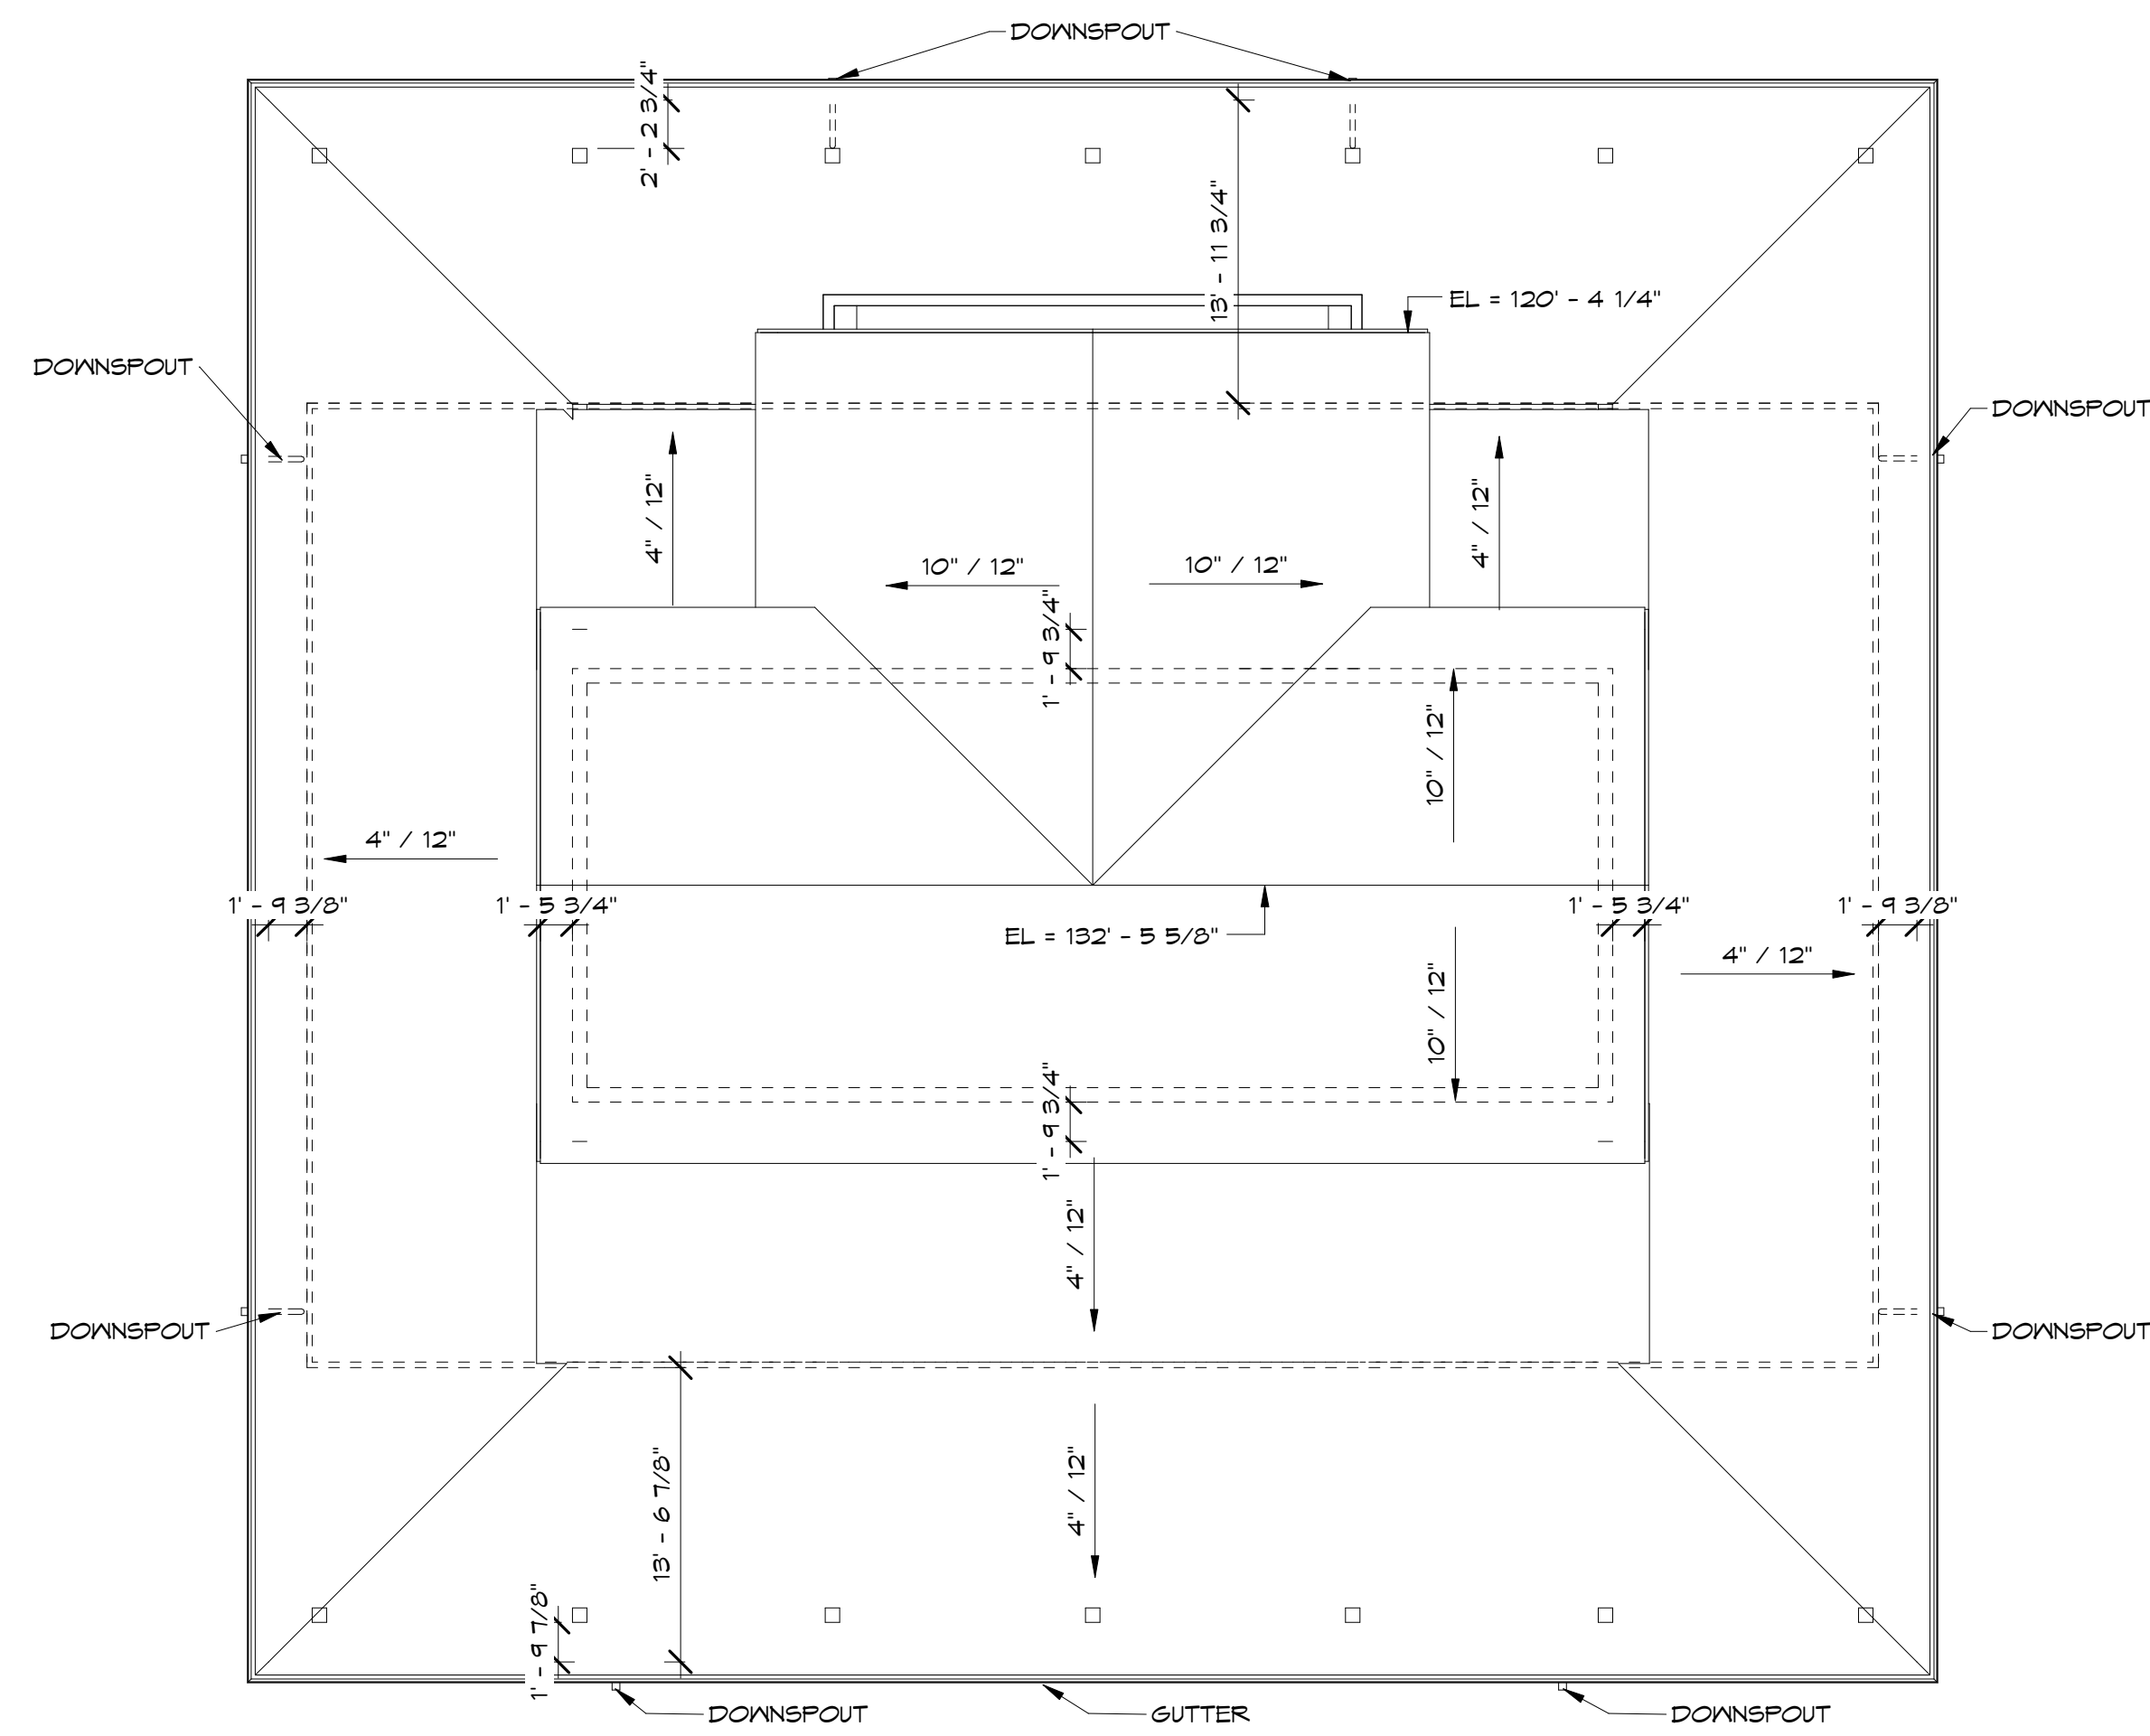 DOWNSPOUT
2' - 2 3/4"
13' - 11 3/4"
EL = 120' - 4 1/4"
DOWNSPOUT
DOWNSPOUT
4" / 12"
4" / 12"
10" / 12"
10" / 12"
1' - 9 3/4"
10" / 12"
4" / 12"
1' - 9 3/8"
1' - 5 3/4"
1' - 5 3/4"
1' - 9 3/8"
EL = 132' - 5 5/8"
4" / 12"
10" / 12"
1' - 9 3/4"
4" / 12"
DOWNSPOUT
DOWNSPOUT
13' - 6 7/8"
4" / 12"
1' - 9 7/8"
DOWNSPOUT
GUTTER
DOWNSPOUT